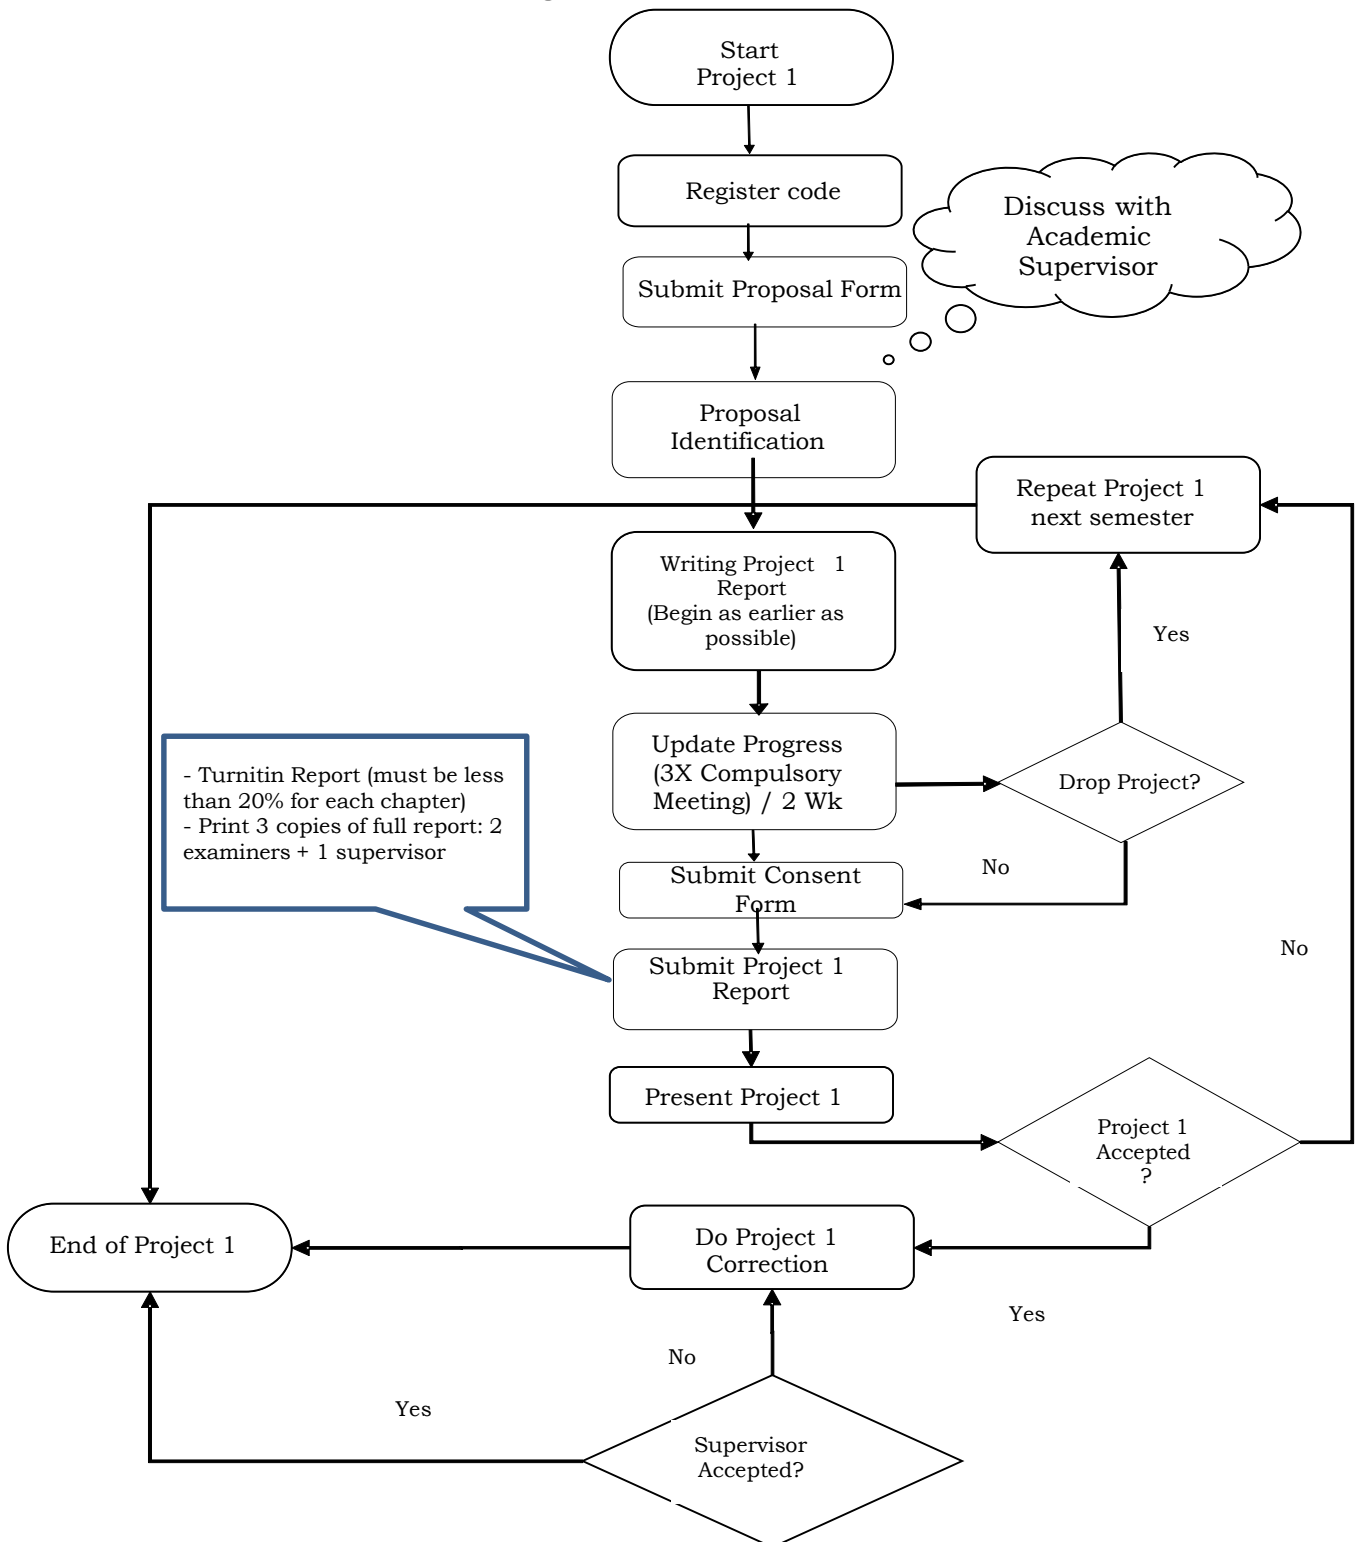 Start
Project 1
Register code
Discuss with
Academic
Supervisor
Submit Proposal Form
Proposal
Identification
Repeat Project 1
next semester
Writing Project 1
Report
(Begin as earlier as
possible)
Yes
Update Progress
(3X Compulsory
Meeting) / 2 Wk
Drop Project?
- Turnitin Report (must be less
than 20% for each chapter)
- Print 3 copies of full report: 2
examiners + 1 supervisor
No
Submit Consent
Form
No
Submit Project 1
Report
Present Project 1
Project 1
Accepted
?
End of Project 1
Do Project 1
Correction
Yes
No
Yes
Supervisor
Accepted?